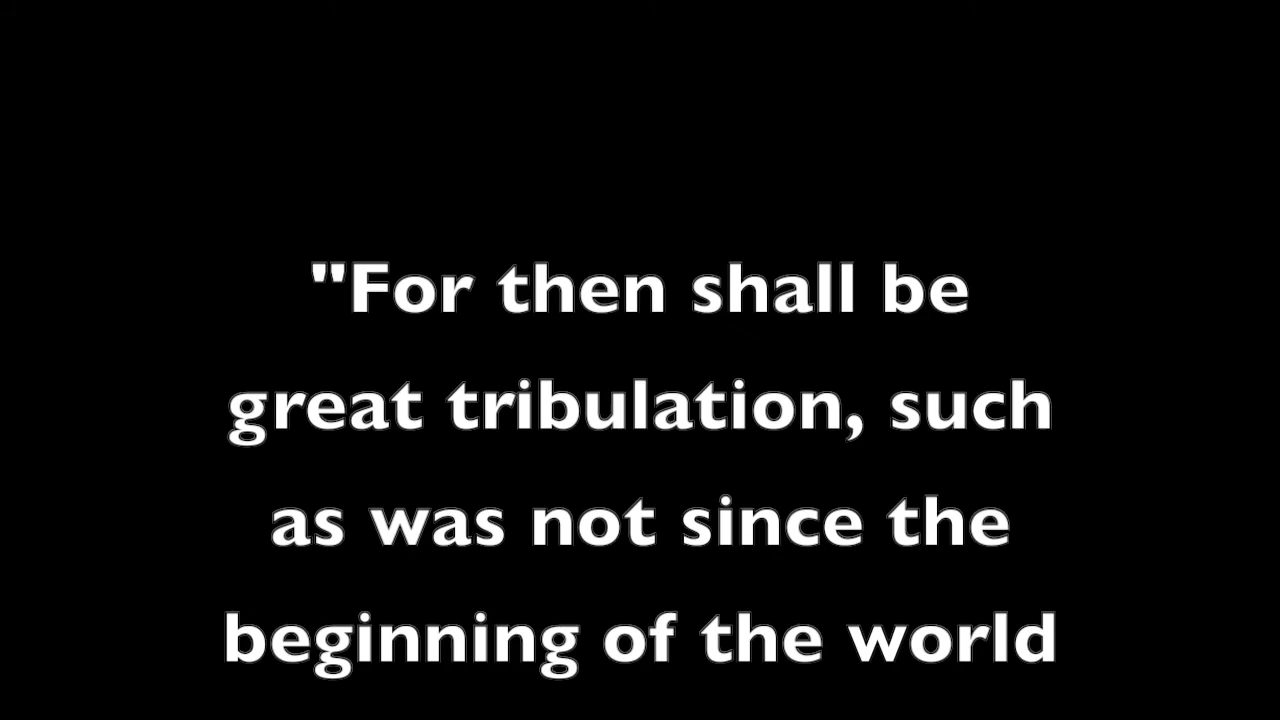 "For then shall be
great tribulation, such
as was not since the
beginning of the world